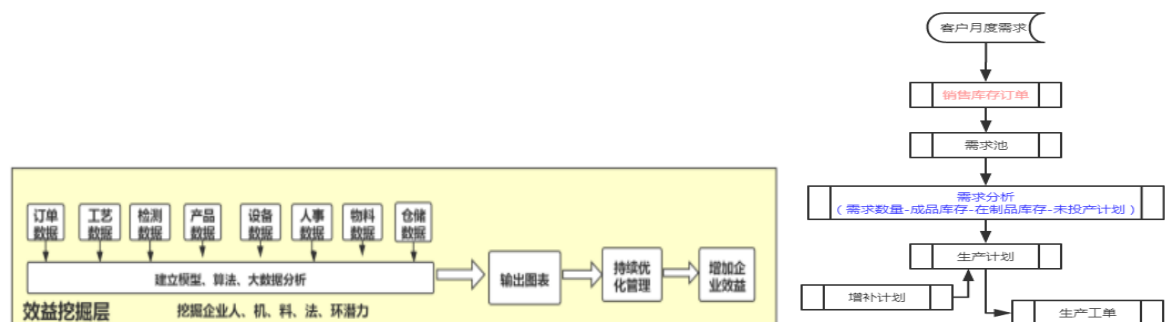 订单
数据
工艺
数据
检测
数据
产品
数据
设备
数据
人事
数据
物料
数据
仓储
数据
建立模型、算法、大数据分析
输出图表
持续优
化管理
增加企
业效益
效益挖掘层
挖掘企业人、机、料、法、环潜力
客户月度需求
销售库存订单
需求池
需求分析
（需求数量-成品库存-在制品库存-未投产计划）
生产计划
增补计划
生产工单